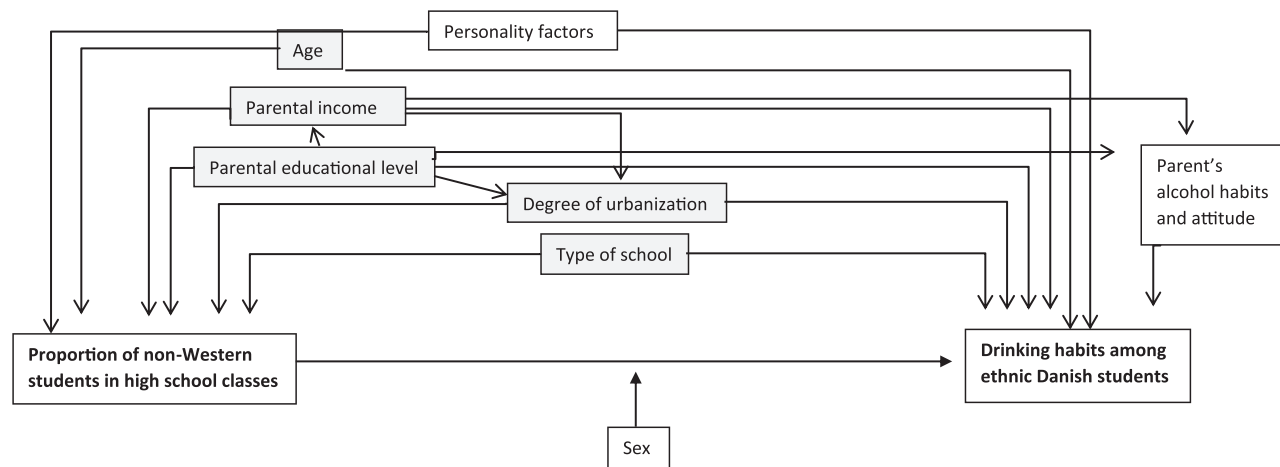 Personality factors
Age
Parental income
Parental educational level
Parent's
alcohol habits
and attitude
Degree of urbanization
Type of school
Proportion of non-Western
students in high school classes
Drinking habits among
ethnic Danish students
Sex